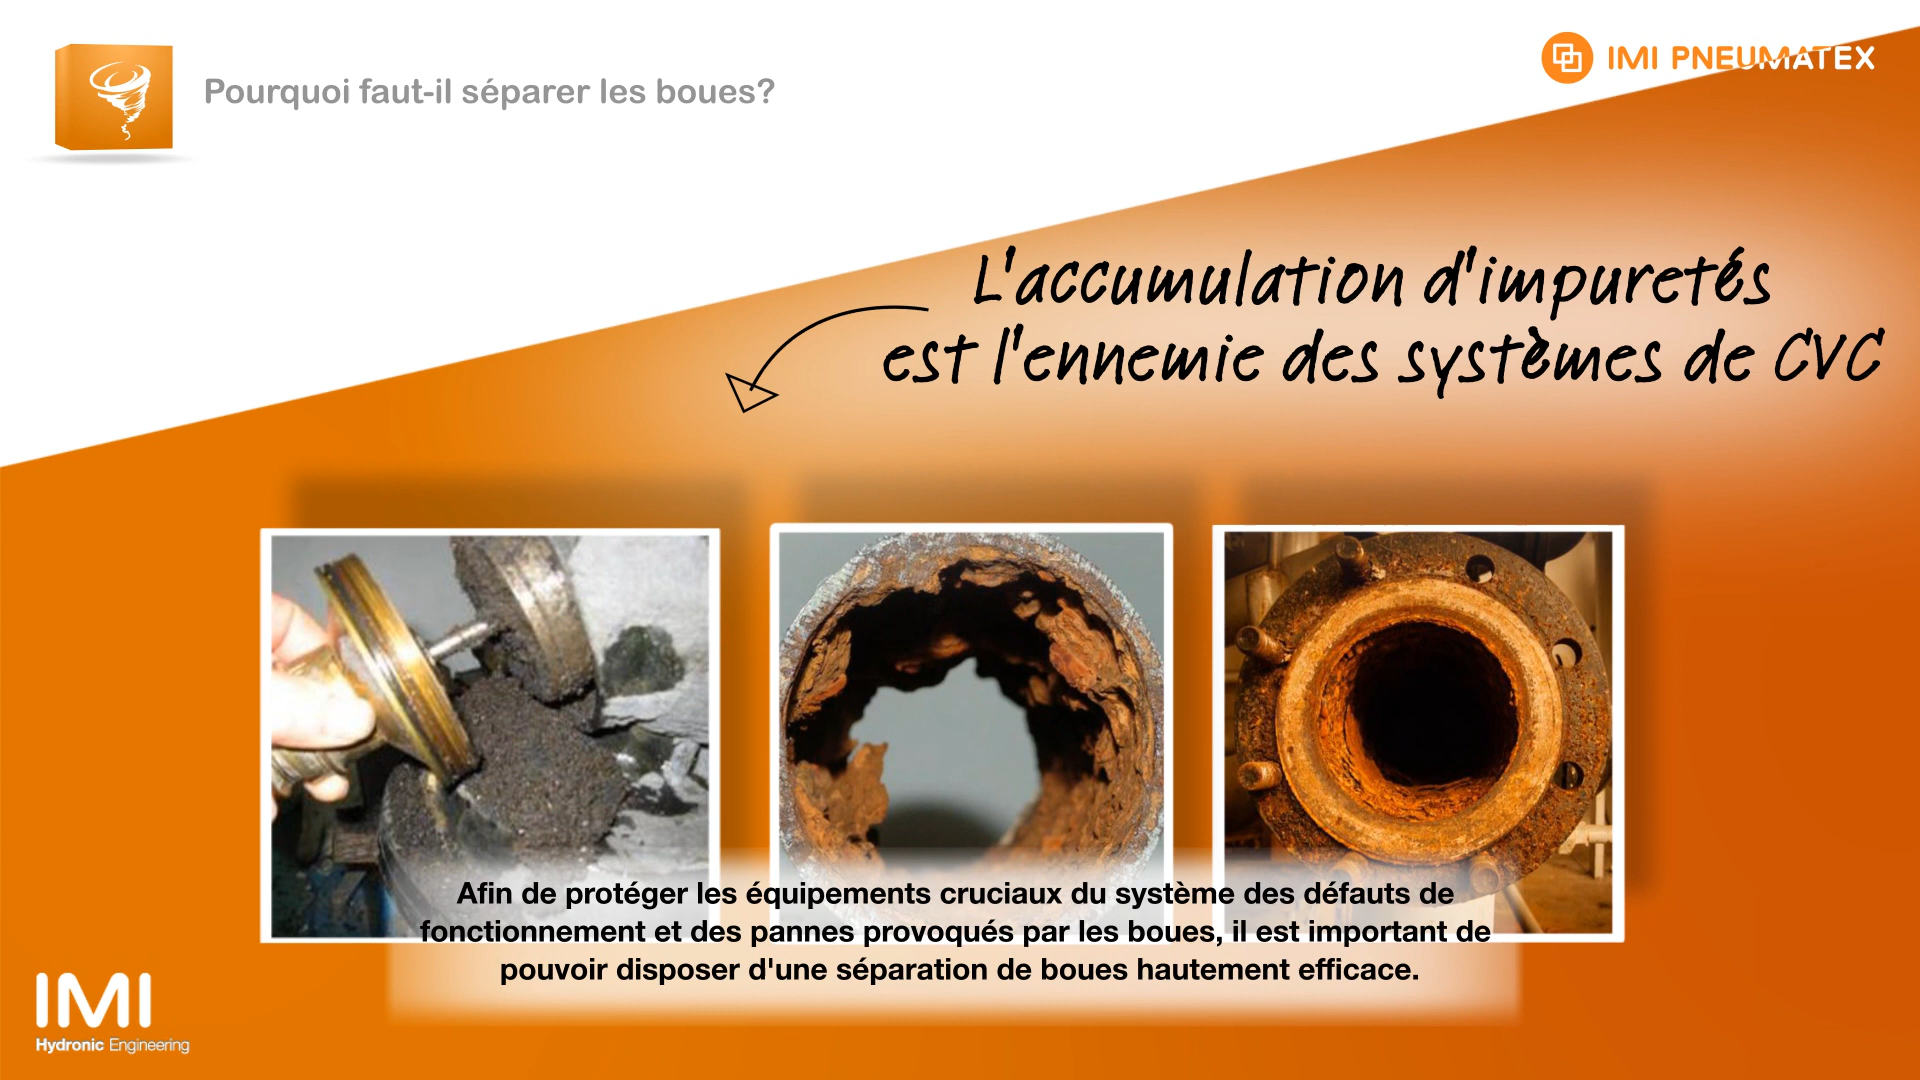 Pourquoi faut-il séparer les boues?
IMI PNEUMATEX
L'accumulation d'impuretés
est l'ennemie des systèmes de CVC
Afin de protéger les équipements cruciaux du système des défauts de
fonctionnement et des pannes provoqués par les boues, il est important de
pouvoir disposer d'une séparation de boues hautement efficace.
IMI
Hydronic Engineering